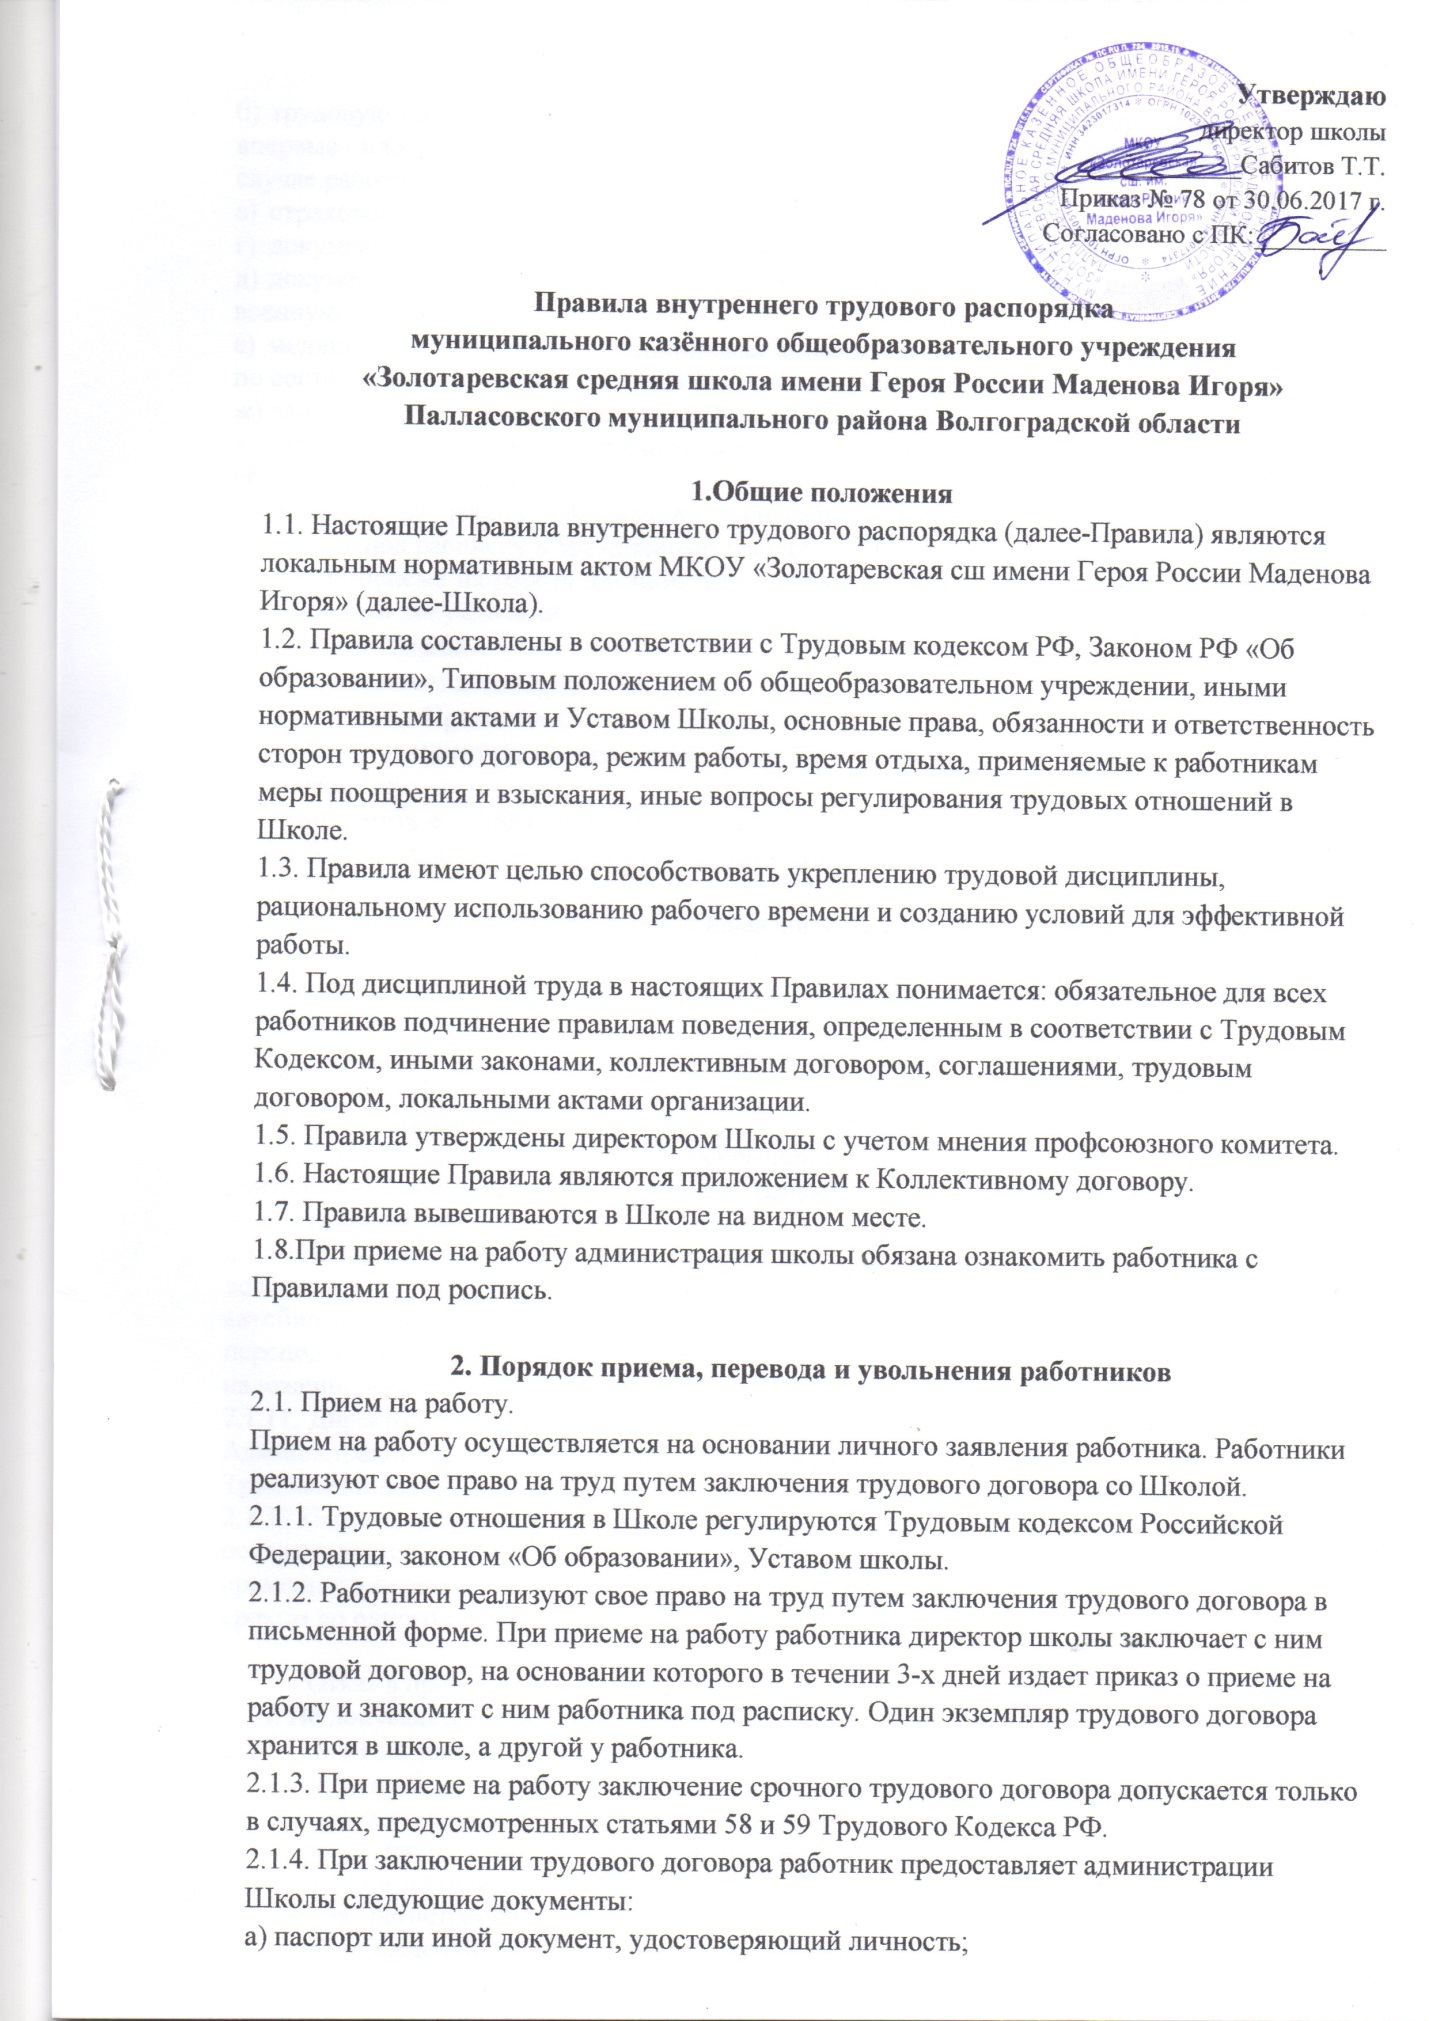 Утверждаю
директор школы
Сабитов Т.Т.
Приказ № 78 от 30.06.2017 г.
Согласовано с ПК:
МКОУ
«Золотаревская
сш. им.
Маденова Игоря»
Правила внутреннего трудового распорядка
муниципального казённого общеобразовательного учреждения
«Золотаревская средняя школа имени Героя России Маденова Игоря»
Палласовского муниципального района Волгоградской области
1.Общие положения
1.1. Настоящие Правила внутреннего трудового распорядка (далее-Правила) являются
локальным нормативным актом МКОУ «Золотаревская сш имени Героя России Маденова
Игоря» (далее-Школа).
1.2. Правила составлены в соответствии с Трудовым кодексом РФ, Законом РФ «Об
образовании», Типовым положением об общеобразовательном учреждении, иными
нормативными актами и Уставом Школы, основные права, обязанности и ответственность
сторон трудового договора, режим работы, время отдыха, применяемые к работникам
меры поощрения и взыскания, иные вопросы регулирования трудовых отношений в
Школе.
1.3. Правила имеют целью способствовать укреплению трудовой дисциплины,
рациональному использованию рабочего времени и созданию условий для эффективной
работы.
1.4. Под дисциплиной труда в настоящих Правилах понимается: обязательное для всех
работников подчинение правилам поведения, определенным в соответствии с Трудовым
Кодексом, иными законами, коллективным договором, соглашениями, трудовым
договором, локальными актами организации.
1.5. Правила утверждены директором Школы с учетом мнения профсоюзного комитета.
1.6. Настоящие Правила являются приложением к Коллективному договору.
1.7. Правила вывешиваются в Школе на видном месте.
1.8.При приеме на работу администрация школы обязана ознакомить работника с
Правилами под роспись.
2. Порядок приема, перевода и увольнения работников
2.1. Прием на работу.
Прием на работу осуществляется на основании личного заявления работника. Работники
реализуют свое право на труд путем заключения трудового договора со Школой.
2.1.1. Трудовые отношения в Школе регулируются Трудовым кодексом Российской
Федерации, законом «Об образовании», Уставом школы.
2.1.2. Работники реализуют свое право на труд путем заключения трудового договора в
письменной форме. При приеме на работу работника директор школы заключает с ним
трудовой договор, на основании которого в течении 3-х дней издает приказ о приеме на
работу и знакомит с ним работника под расписку. Один экземпляр трудового договора
хранится в школе, а другой у работника.
2.1.3. При приеме на работу заключение срочного трудового договора допускается только
в случаях, предусмотренных статьями 58 и 59 Трудового Кодекса РФ.
2.1.4. При заключении трудового договора работник предоставляет администрации
Школы следующие документы:
а) паспорт или иной документ, удостоверяющий личность;